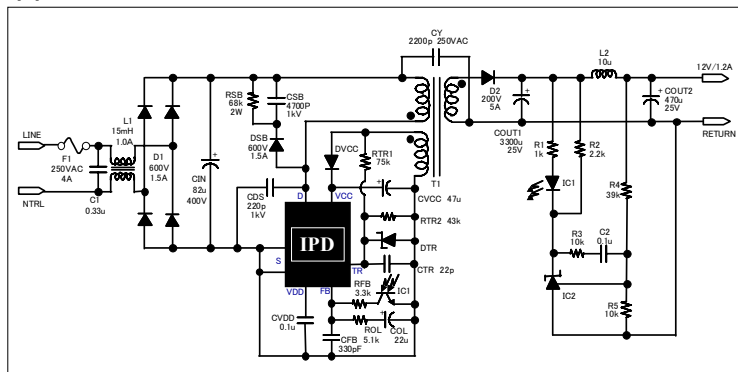 CY
2200p 250VAC
L2
10u
12V/1.2A
RSB
68k
2W
CSB
4700P
1kV
D2
200V
5A
COUT2
470u
25V
L1
15mH
1.0A
DSB
600V
1.5A
DVCC
RTR1
75k
COUT1
3300u
25V
RETURN
R1
1k
R2
2.2k
LINE
F1
250VAC
4A
D1
600V
1.5A
CIN
82u
400V
T1
IC1
CVCC 47u
R4
39k
C1
0.33u
CDS
220p
1kV
D
VCC
RTR2 43k
NTRL
IPD
DTR
R3
10k
C2
0.1u
S
TR
CTR 22p
RFB
3.3k
IC1
IC2
VDD
FB
R5
10k
CVDD
0.1u
ROL
5.1k
COL
22u
CFB
330pF